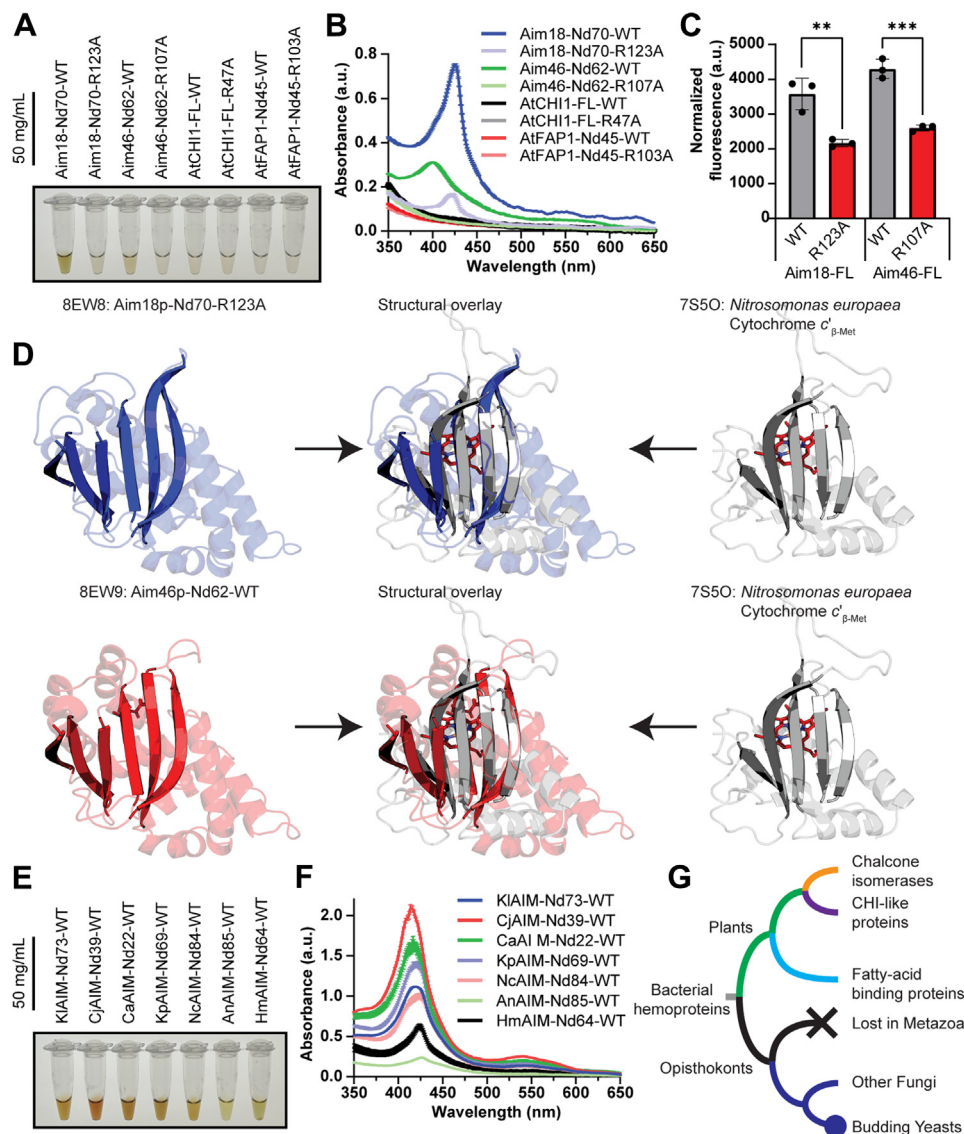 A
50 mg/mL
Aim18-Nd70-WT
Aim18-Nd70-R123A
Aim46-Nd62-WT
Aim46-Nd62-R107A
AtCHI1-FL-WT
AtCHI1-FL-R47A
AtFAP1-Nd45-WT
AtFAP1-Nd45-R103A
B
Absorbance (a.u.)
0.8
0.6
0.4
0.2
0.0
350 400 450 500 550 600 650
Wavelength (nm)
Aim18-Nd70-WT
Aim18-Nd70-R123A
Aim46-Nd62-WT
Aim46-Nd62-R107A
AtCHI1-FL-WT
AtCHI1-FL-R47A
AtFAP1-Nd45-WT
AtFAP1-Nd45-R103A
C
Normalized
fluorescence (a.u.)
5000
4000
3000
2000
1000
0
** ***
WT
R123A
WT
R107A
Aim18-FL Aim46-FL
D
8EW8: Aim18p-Nd70-R123A
Structural overlay
7S5O: Nitrosomonas europaea
Cytochrome c'β-Met
8EW9: Aim46p-Nd62-WT
Structural overlay
7S5O: Nitrosomonas europaea
Cytochrome c'β-Met
E
50 mg/mL
KlAIM-Nd73-WT
CjAIM-Nd39-WT
CaAIM-Nd22-WT
KpAIM-Nd69-WT
NcAIM-Nd84-WT
AnAIM-Nd85-WT
HmAIM-Nd64-WT
F
Absorbance (a.u.)
2.0
1.5
1.0
0.5
0.0
350 400 450 500 550 600 650
Wavelength (nm)
KlAIM-Nd73-WT
CjAIM-Nd39-WT
CaAI M-Nd22-WT
KpAIM-Nd69-WT
NcAIM-Nd84-WT
AnAIM-Nd85-WT
HmAIM-Nd64-WT
G
Chalcone
isomerases
CHI-like
proteins
Plants
Fatty-acid
binding proteins
Bacterial
hemoproteins
Lost in Metazoa
Opisthokonts
Other Fungi
Budding Yeasts